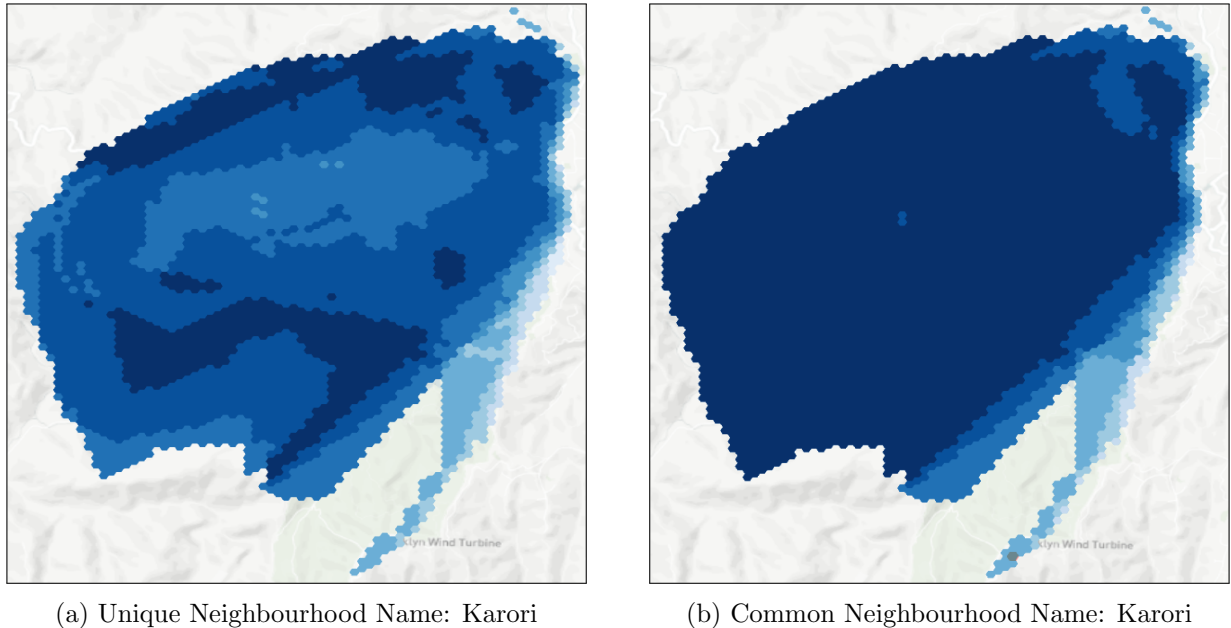 klyn Wind Turbine
klyn Wind Turbine
(a) Unique Neighbourhood Name: Karori
(b) Common Neighbourhood Name: Karori